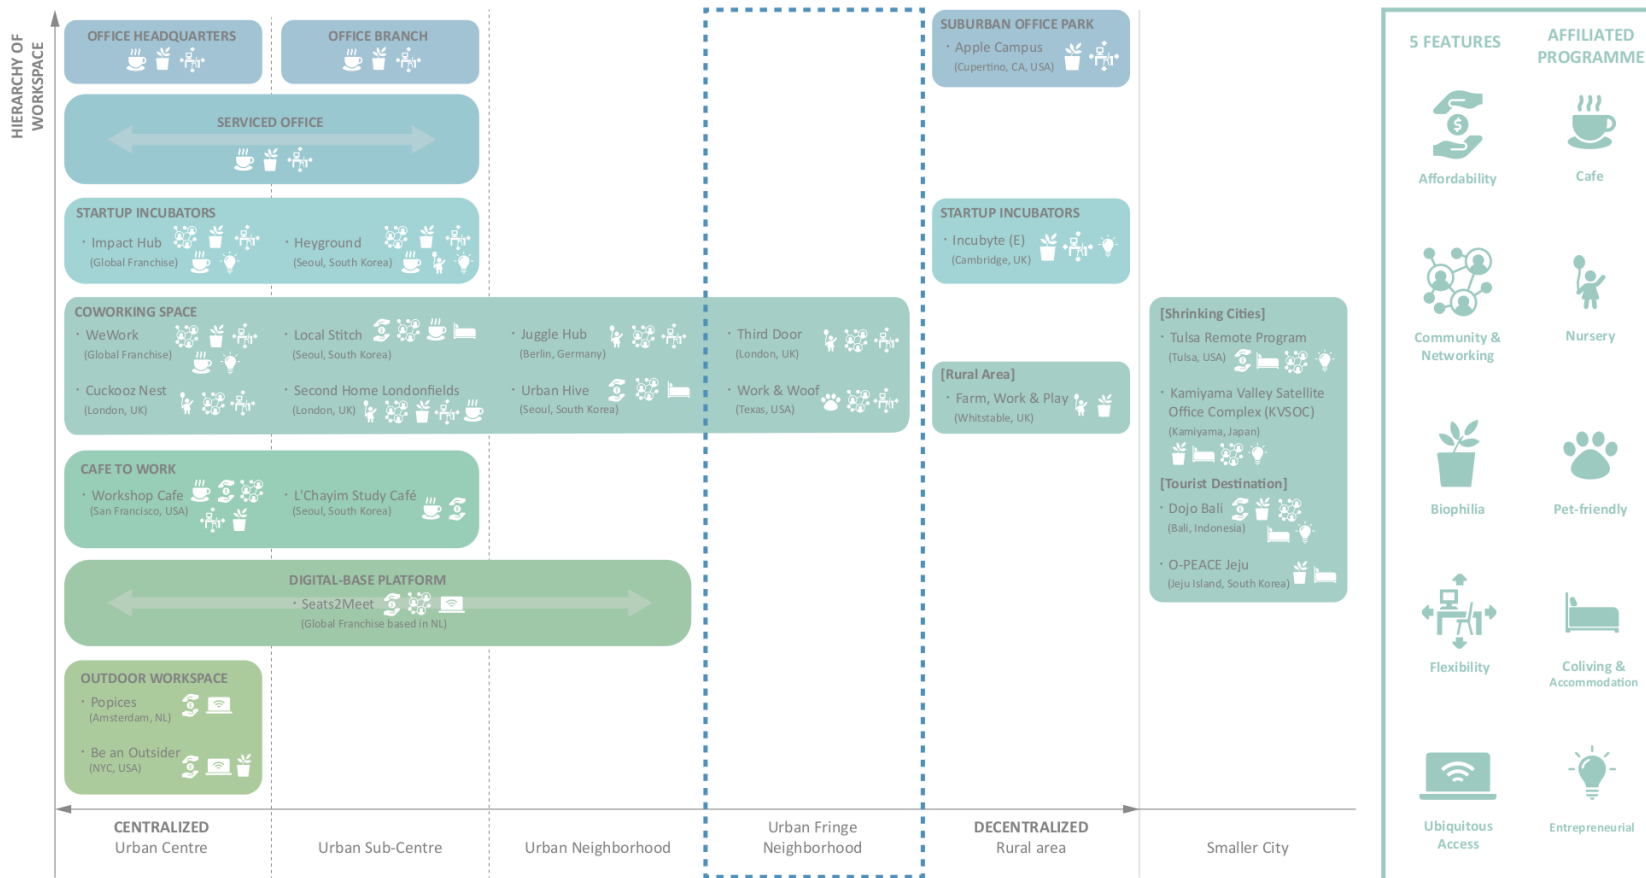 HIERARCHY OF
WORKSPACE
OFFICE HEADQUARTERS
OFFICE BRANCH
SUBURBAN OFFICE PARK
· Apple Campus
(Cupertino, CA, USA)
SERVICED OFFICE
STARTUP INCUBATORS
· Impact Hub
(Global Franchise)
· Heyground
(Seoul, South Korea)
STARTUP INCUBATORS
· Incubyte (E)
(Cambridge, UK)
COWORKING SPACE
· WeWork
(Global Franchise)
· Local Stitch
(Seoul, South Korea)
· Juggle Hub
(Berlin, Germany)
· Third Door
(London, UK)
· Cuckooz Nest
(London, UK)
· Second Home Londonfields
(London, UK)
· Urban Hive
(Seoul, South Korea)
· Work & Woof
(Texas, USA)
[Rural Area]
· Farm, Work & Play
(Whitstable, UK)
[Shrinking Cities]
· Tulsa Remote Program
(Tulsa, USA)
· Kamiyama Valley Satellite
Office Complex (KVSOC)
(Kamiyama, Japan)
[Tourist Destination]
· Dojo Bali
(Bali, Indonesia)
· O-PEACE Jeju
(Jeju Island, South Korea)
CAFE TO WORK
· Workshop Cafe
(San Francisco, USA)
· L'Chayim Study Café
(Seoul, South Korea)
DIGITAL-BASE PLATFORM
· Seats2Meet
(Global Franchise based in NL)
OUTDOOR WORKSPACE
· Popices
(Amsterdam, NL)
· Be an Outsider
(NYC, USA)
CENTRALIZED
Urban Centre
Urban Sub-Centre
Urban Neighborhood
Urban Fringe
Neighborhood
DECENTRALIZED
Rural area
Smaller City
5 FEATURES
AFFILIATED
PROGRAMME
$
Affordability
Cafe
Community &
Networking
Nursery
Biophilia
Pet-friendly
Flexibility
Coliving &
Accommodation
Ubiquitous
Access
Entrepreneurial